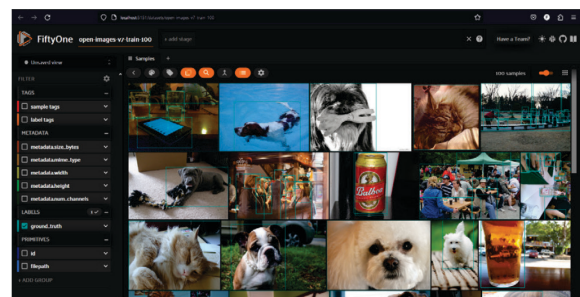 localhost:5151/datasets/open-images-v7-train-100
FiftyOne
open-images-v7-train-100
+ add stage
Have a Team?
Unsaved view
Samples
+
FILTER
100 samples
TAGS
sample tags
label tags
METADATA
metadata.size_bytes
metadata.mime_type
metadata.width
metadata.height
metadata.num_channels
LABELS
ground_truth
PRIMITIVES
id
filepath
+ ADD GROUP
Balboa